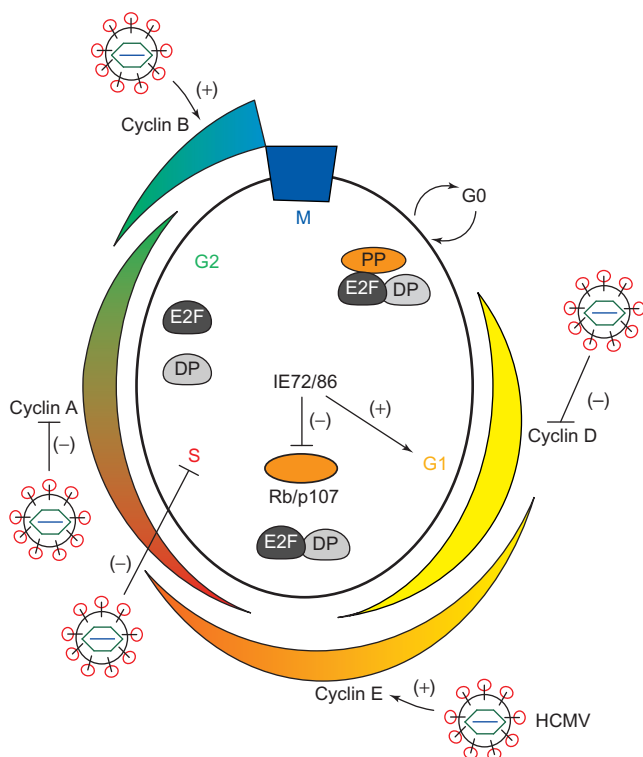 (+)
Cyclin B
M
G0
G2
PP
E2F DP
E2F
DP
IE72/86
(–)
(+)
(–)
Cyclin A
(–)
Cyclin D
S
G1
Rb/p107
E2F DP
(–)
Cyclin E
(+)
HCMV